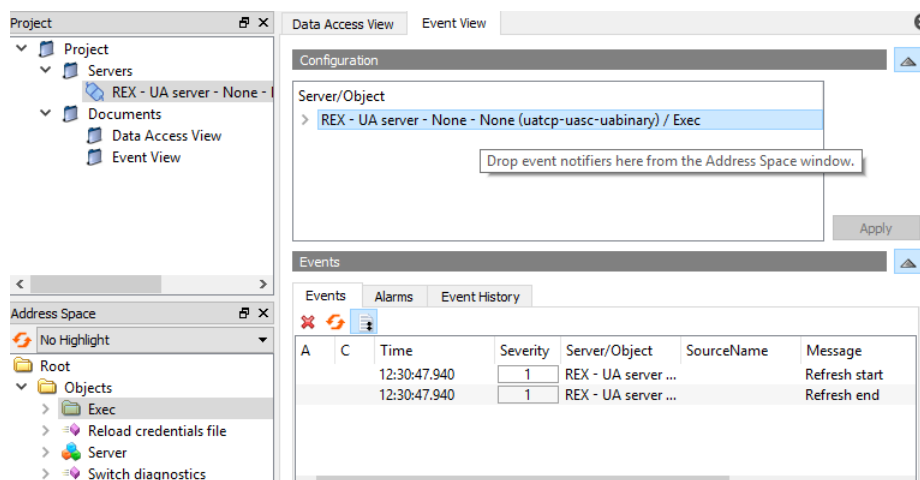 Project
Project
Servers
REX - UA server - None -
Documents
Data Access View
Event View
Address Space
No Highlight
Root
Objects
Exec
Reload credentials file
Server
Switch diagnostics
Data Access View Event View
Configuration
Server/Object
REX - UA server - None - None (uatcp-uasc-uabinary) / Exec
Drop event notifiers here from the Address Space window.
Apply
Events
Events Alarms Event History
A C Time Severity Server/Object SourceName Message
12:30:47.940 1 REX - UA server ... Refresh start
12:30:47.940 1 REX - UA server ... Refresh end